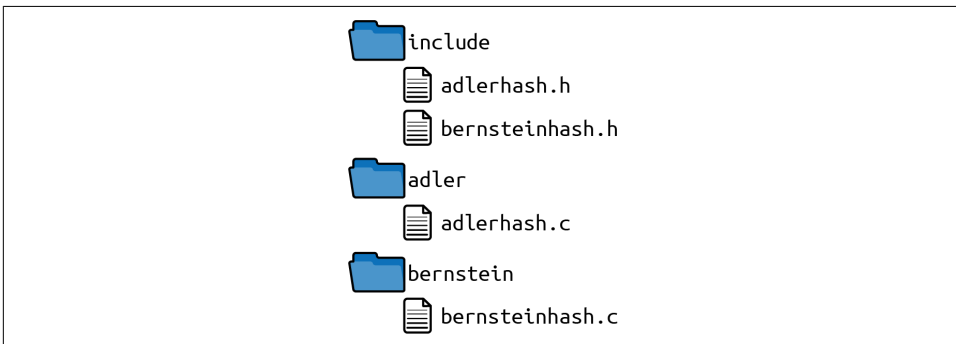 include
adlerhash.h
bernsteinhash.h
adler
adlerhash.c
bernstein
bernsteinhash.c